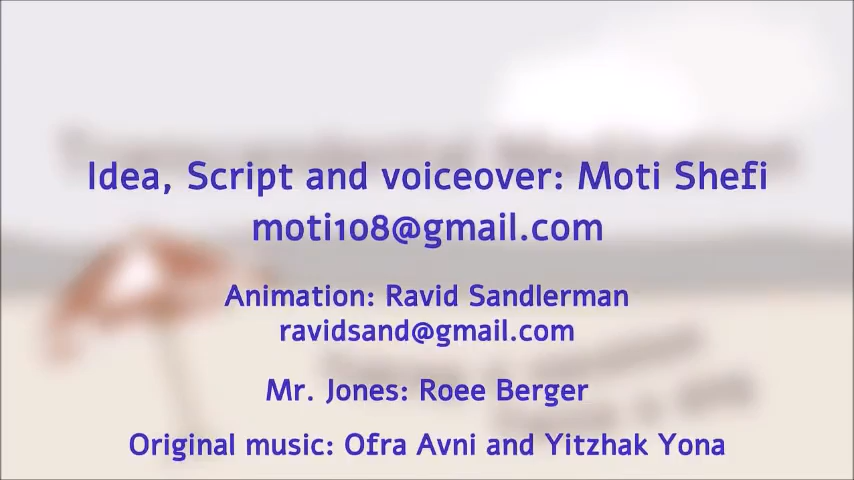 Idea, Script and voiceover: Moti Shefi
moti108@gmail.com
Animation: Ravid Sandlerman
ravidsand@gmail.com
Mr. Jones: Roee Berger
Original music: Ofra Avni and Yitzhak Yona